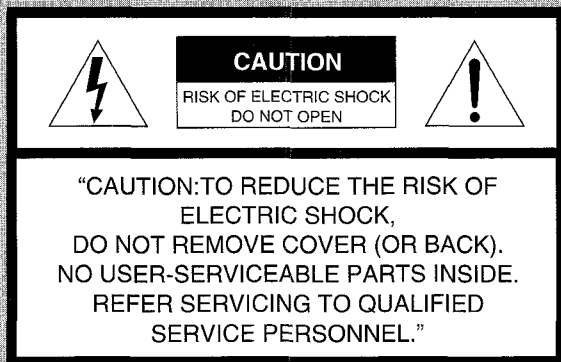 CAUTION
RISK OF ELECTRIC SHOCK
DO NOT OPEN
“CAUTION:TO REDUCE THE RISK OF
ELECTRIC SHOCK,
DO NOT REMOVE COVER (OR BACK).
NO USER-SERVICEABLE PARTS INSIDE.
REFER SERVICING TO QUALIFIED
SERVICE PERSONNEL.”